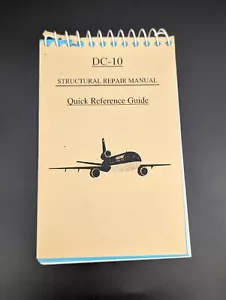 DC-10
STRUCTURAL REPAIR MANUAL
Quick Reference Guide